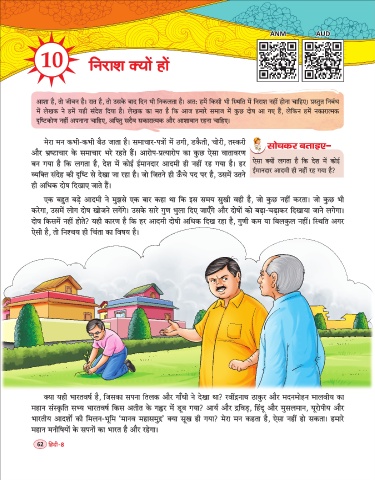 ANM AUD
10 निराश क्यों हों
आशा है, तो जीवन है। रात है, तो उसके बाद दिन भी निकलता है। अतः हमें किसी भी स्थिति में निराश नहीं होना चाहिए। प्रस्तुत निबंध
में लेखक ने हमें यही संदेश दिया है। लेखक का मत है कि आज हमारे समाज में कुछ दोष आ गए हैं, लेकिन हमें नकारात्मक
दृष्टिकोण नहीं अपनाना चाहिए, अपितु सदैव सकारात्मक और आशावान रहना चाहिए।
मेरा मन कभी-कभी बैठ जाता है। समाचार-पत्रों में ठगी, डकैती, चोरी, तस्करी
और भ्रष्टाचार के समाचार भरे रहते हैं। आरोप-प्रत्यारोप का कुछ ऐसा वातावरण
बन गया है कि लगता है, देश में कोई ईमानदार आदमी ही नहीं रह गया है। हर
व्यक्ति संदेह की दृष्टि से देखा जा रहा है। जो जितने ही ऊँचे पद पर है, उसमें उतने
ही अधिक दोष दिखाए जाते हैं।
सोचकर बताइए–
ऐसा क्यों लगता है कि देश में कोई
ईमानदार आदमी ही नहीं रह गया है?
एक बहुत बड़े आदमी ने मुझसे एक बार कहा था कि इस समय सुखी वही है, जो कुछ नहीं करता। जो कुछ भी
करेगा, उसमें लोग दोष खोजने लगेंगे। उसके सारे गुण भुला दिए जाएँगे और दोषों को बढ़ा-चढ़ाकर दिखाया जाने लगेगा।
दोष किसमें नहीं होते? यही कारण है कि हर आदमी दोषी अधिक दिख रहा है, गुणी कम या बिलकुल नहीं। स्थिति अगर
ऐसी है, तो निश्चय ही चिंता का विषय है।
क्या यही भारतवर्ष है, जिसका सपना तिलक और गाँधी ने देखा था? रवींद्रनाथ ठाकुर और मदनमोहन मालवीय का
महान संस्कृति सभ्य भारतवर्ष किस अतीत के गह्वर में डूब गया? आर्य और द्रविड़, हिंदू और मुसलमान, यूरोपीय और
भारतीय आदर्शों की मिलन-भूमि 'मानव महासमुद्र' क्या सूख ही गया? मेरा मन कहता है, ऐसा नहीं हो सकता। हमारे
महान मनीषियों के सपनों का भारत है और रहेगा।
62 हिंदी-8